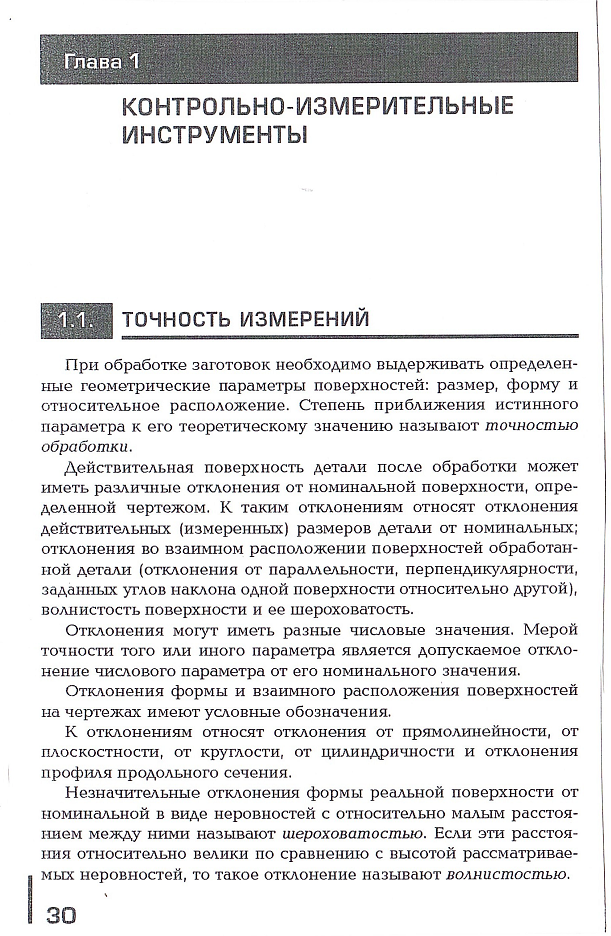 Глава 1
КОНТРОЛЬНО-ИЗМЕРИТЕЛЬНЫЕ
ИНСТРУМЕНТЫ
1.1. ТОЧНОСТЬ ИЗМЕРЕНИЙ
При обработке заготовок необходимо выдерживать определен-
ные геометрические параметры поверхностей: размер, форму и
относительное расположение. Степень приближения истинного
параметра к его теоретическому значению называют точностью
обработки.
Действительная поверхность детали после обработки может
иметь различные отклонения от номинальной поверхности, опре-
деленной чертежом. К таким отклонениям относят отклонения
действительных (измеренных) размеров детали от номинальных;
отклонения во взаимном расположении поверхностей обработан-
ной детали (отклонения от параллельности, перпендикулярности,
заданных углов наклона одной поверхности относительно другой),
волнистость поверхности и ее шероховатость.
Отклонения могут иметь разные числовые значения. Мерой
точности того или иного параметра является допускаемое откло-
нение числового параметра от его номинального значения.
Отклонения формы и взаимного расположения поверхностей
на чертежах имеют условные обозначения.
К отклонениям относят отклонения от прямолинейности, от
плоскостности, от круглости, от цилиндричности и отклонения
профиля продольного сечения.
Незначительные отклонения формы реальной поверхности от
номинальной в виде неровностей с относительно малым расстоя-
нием между ними называют шероховатостью. Если эти расстоя-
ния относительно велики по сравнению с высотой рассматривае-
мых неровностей, то такое отклонение называют волнистостью.
30